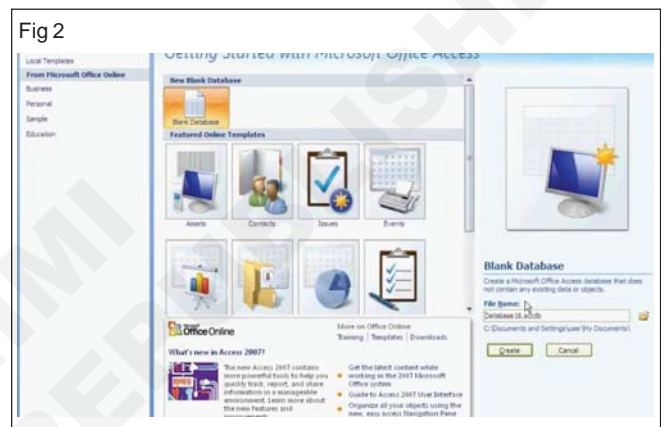 Fig 2
Getting Started with Microsoft Office Access
Local Templates
From Microsoft Office Online
Business
Personal
Sample
Education
New Blank Database
Blank Database
Featured Online Templates
Assets
Contacts
Issues
Events
Office Online
What's new in Access 2007?
The new Access 2007 contains
more powerful tools to help you
quickly track, report, and share
information in a manageable
environment. Learn more about
the new features and
improvements
More on Office Online
Training | Templates | Downloads
Get the latest content while
working in the 2007 Microsoft
Office system
Guide to Access 2007 User Interface
Organize all your objects using the
new, easy access Navigation Pane
Blank Database
Create a Microsoft Office Access database that does
not contain any existing data or objects.
File Name:
Database18.accdb
C:\Documents and Settings\user\My Documents\
Create
Cancel